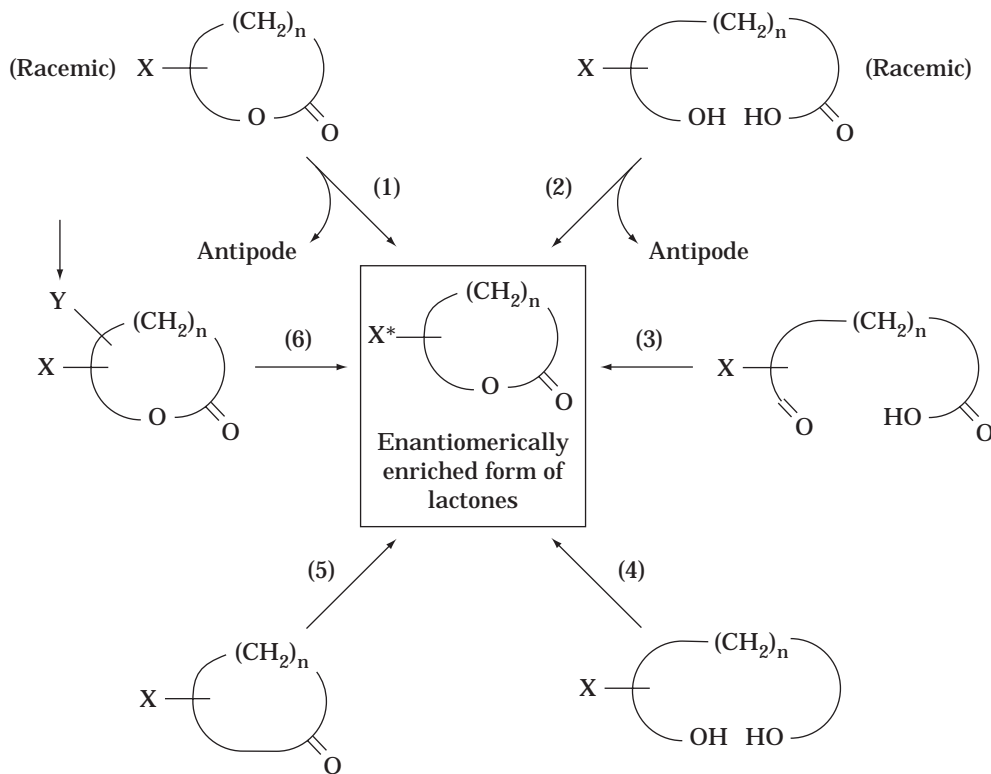 (CH2)n
(CH2)n
(Racemic) X
X (Racemic)
O
O
OH HO
O
(1)
(2)
Antipode
Antipode
Y
(CH2)n
(CH2)n
(CH2)n
X
(6)
X*
(3)
X
O
O
O
O
O
HO
O
Enantiomerically
enriched form of
lactones
(5)
(4)
(CH2)n
(CH2)n
X
X
O
OH HO